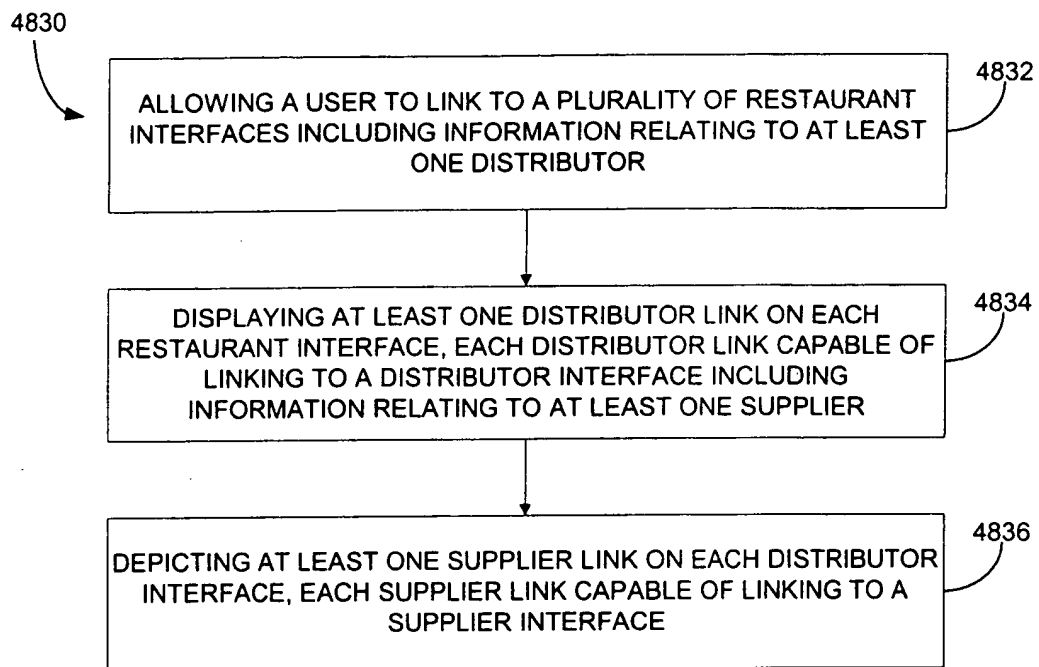 4830
4832
ALLOWING A USER TO LINK TO A PLURALITY OF RESTAURANT
INTERFACES INCLUDING INFORMATION RELATING TO AT LEAST
ONE DISTRIBUTOR
4834
DISPLAYING AT LEAST ONE DISTRIBUTOR LINK ON EACH
RESTAURANT INTERFACE, EACH DISTRIBUTOR LINK CAPABLE OF
LINKING TO A DISTRIBUTOR INTERFACE INCLUDING
INFORMATION RELATING TO AT LEAST ONE SUPPLIER
4836
DEPICTING AT LEAST ONE SUPPLIER LINK ON EACH DISTRIBUTOR
INTERFACE, EACH SUPPLIER LINK CAPABLE OF LINKING TO A
SUPPLIER INTERFACE